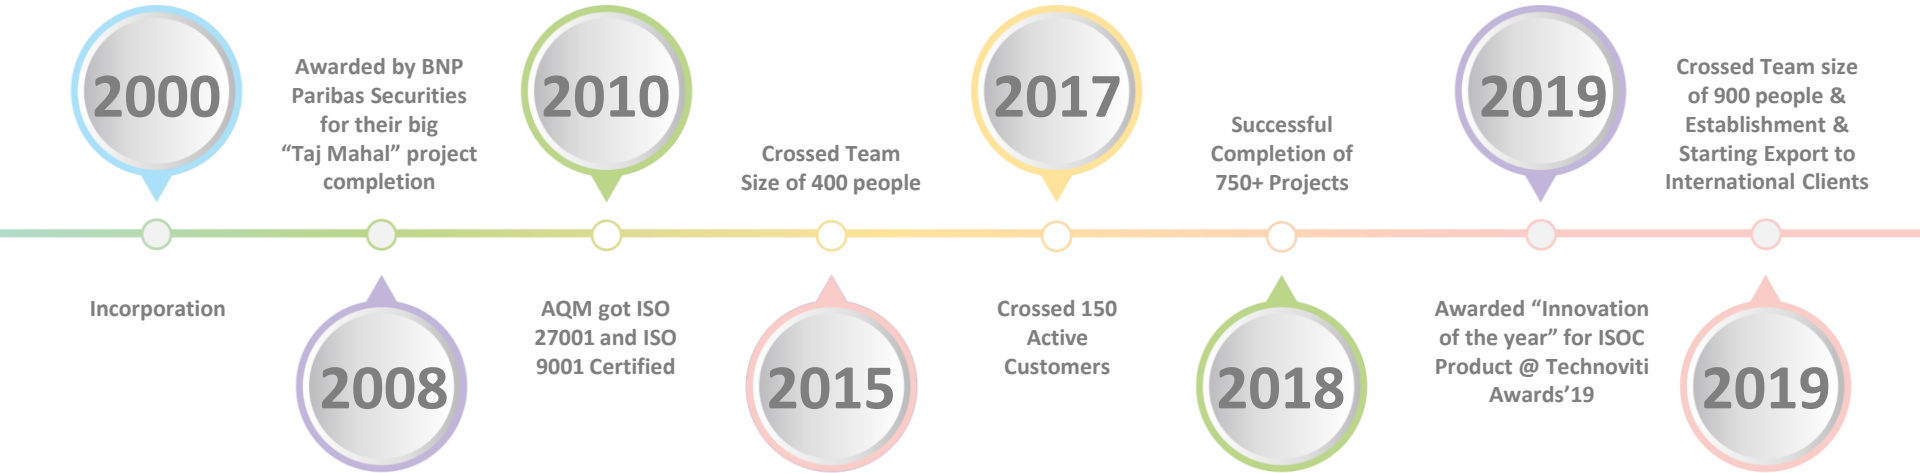 2000
Incorporation
Awarded by BNP
Paribas Securities
for their big
“Taj Mahal” project
completion
2008
2010
AQM got ISO
27001 and ISO
9001 Certified
Crossed Team
Size of 400 people
2015
2017
Crossed 150
Active
Customers
Successful
Completion of
750+ Projects
2018
2019
Awarded “Innovation
of the year” for ISOC
Product @ Technoviti
Awards’19
Crossed Team size
of 900 people &
Establishment &
Starting Export to
International Clients
2019